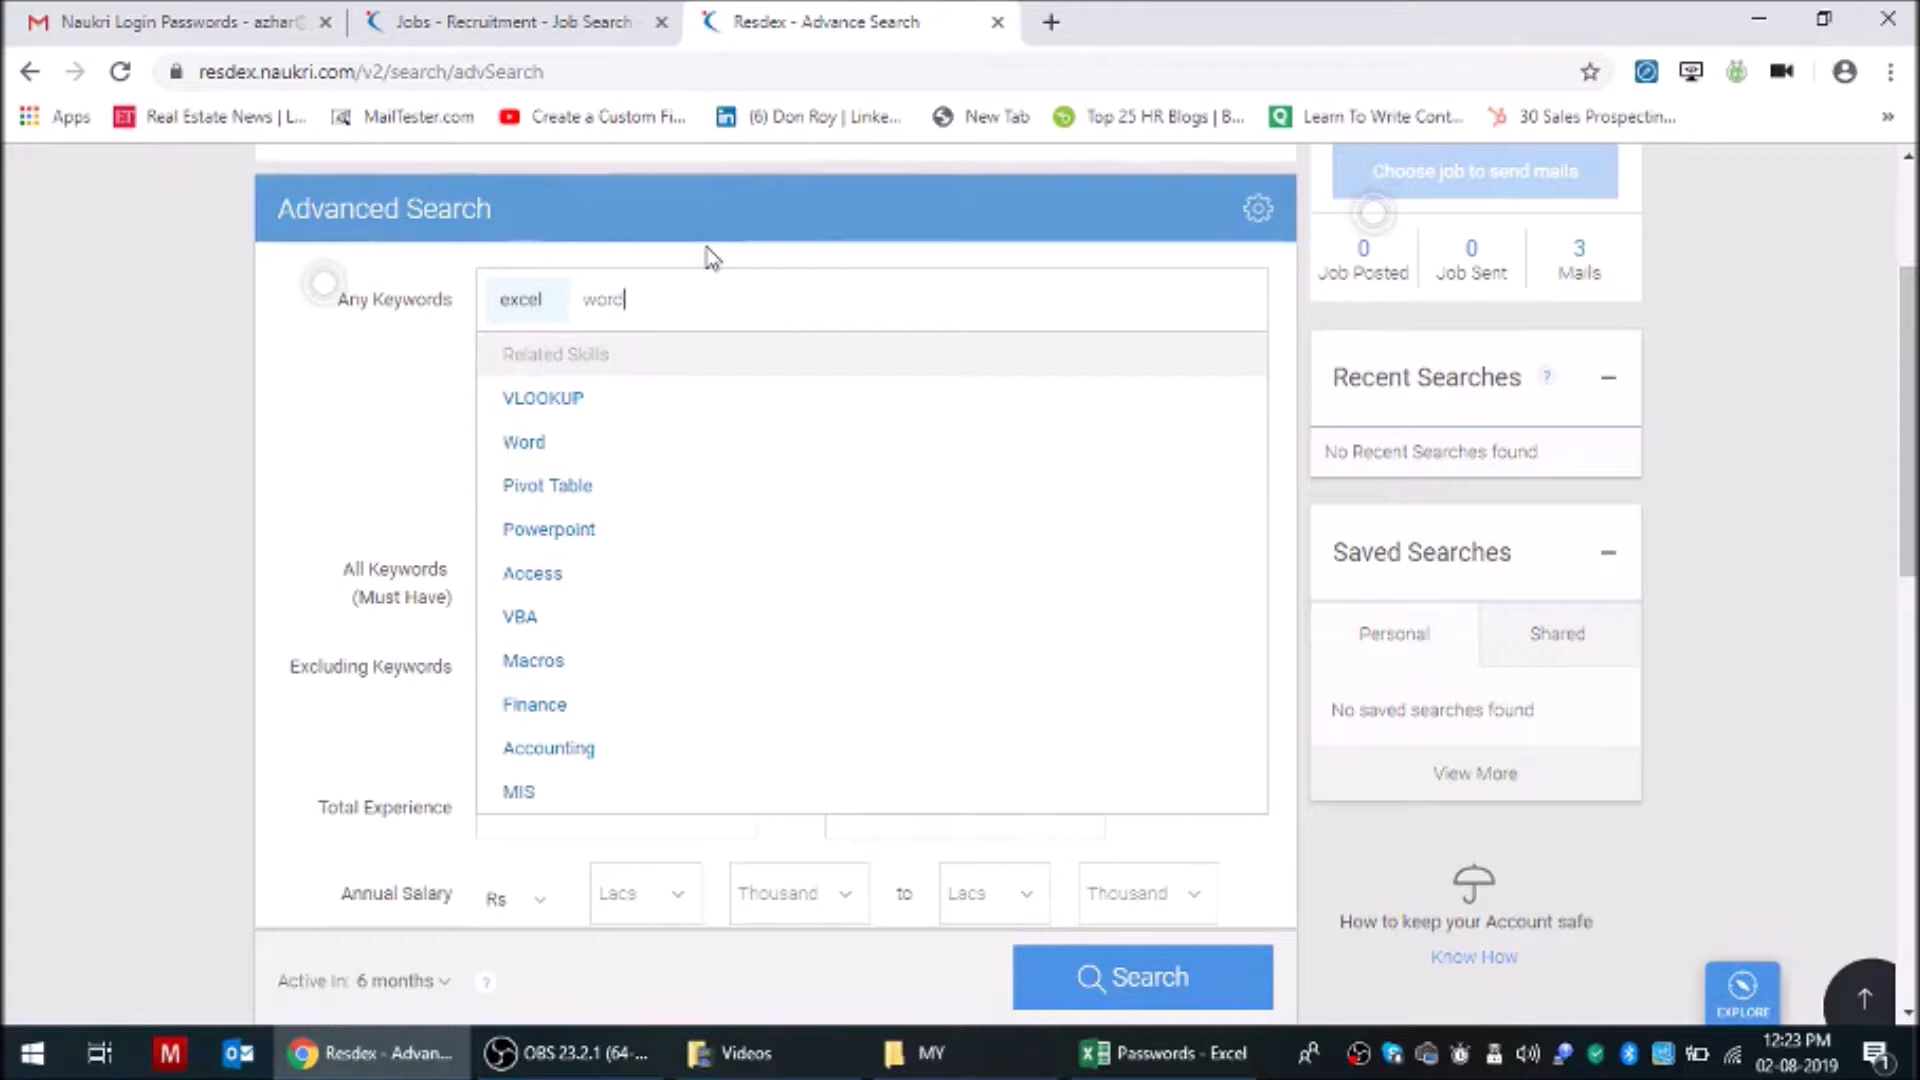 Naukri Login Passwords - azhar
Jobs - Recruitment - Job Search
Resdex - Advance Search
resdex.naukri.com/v2/search/advSearch
Apps
Real Estate News | L...
MailTester.com
Create a Custom Fi...
(6) Don Roy | Linke...
New Tab
Top 25 HR Blogs | B...
Learn To Write Cont...
30 Sales Prospectin...
»
Choose job to send mails
Advanced Search
0
Job Posted
0
Job Sent
3
Mails
Any Keywords
excel
word
Related Skills
VLOOKUP
Word
Pivot Table
Powerpoint
Access
VBA
Macros
Finance
Accounting
MIS
All Keywords
(Must Have)
Excluding Keywords
Total Experience
Annual Salary
Rs
Lacs
Thousand
to
Lacs
Thousand
Active In: 6 months
?
Search
Recent Searches
?
No Recent Searches found
Saved Searches
Personal
Shared
No saved searches found
View More
How to keep your Account safe
Know How
EXPLORE
Resdex - Advan...
OBS 23.2.1 (64-...
Videos
MY
Passwords - Excel
12:23 PM
02-08-2019
1